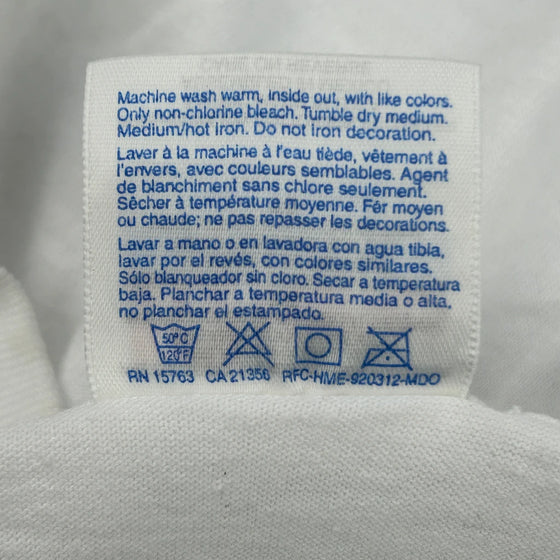 Machine wash warm, inside out, with like colors.
Only non-chlorine bleach. Tumble dry medium.
Medium/hot iron. Do not iron decoration.
Laver à la machine à l'eau tiède, vêtement à
l'envers, avec couleurs semblables. Agent
de blanchiment sans chlore seulement.
Sêcher à température moyenne. Fér moyen
ou chaude; ne pas repasser les decorations.
Lavar a mano o en lavadora con agua tibia,
lavar por el revés, con colores similares.
Sólo blanqueador sin cloro. Secar a temperatura
baja. Planchar a temperatura media o alta,
no planchar el estampado.
50°C
120°F
RN 15763 CA 21356 RFC-HME-920312-MDO